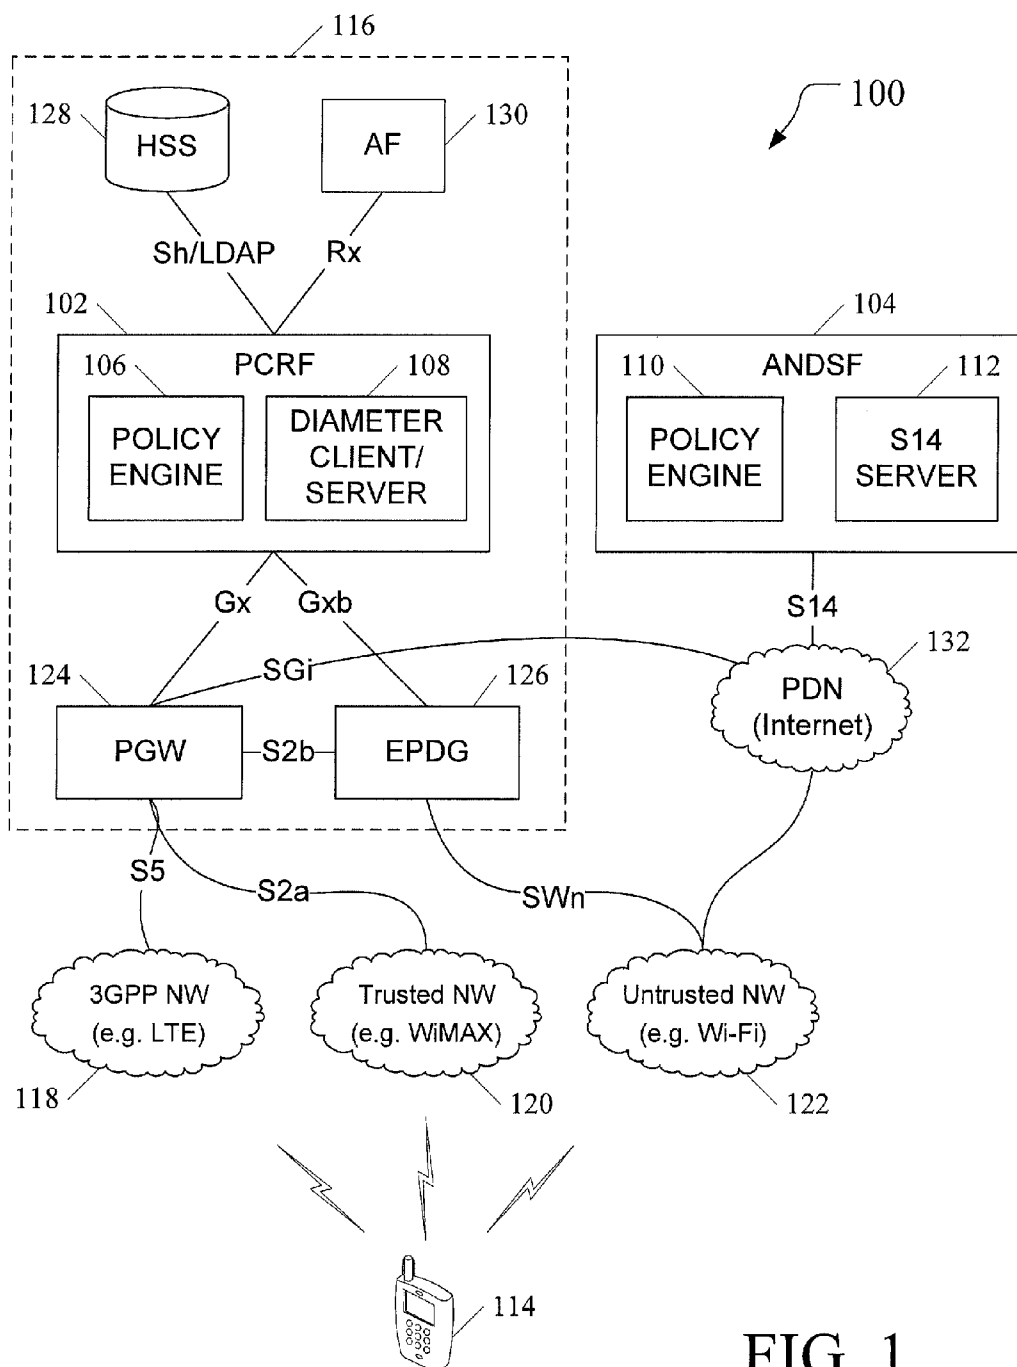 116
100
128
HSS
AF
130
Sh/LDAP
Rx
102
104
PCRF
ANDSF
106
108
110
112
POLICY
ENGINE
DIAMETER
CLIENT/
SERVER
POLICY
ENGINE
S14
SERVER
Gx
Gxb
S14
124
SGi
126
132
PDN
(Internet)
PGW
S2b
EPDG
S5
S2a
SWn
3GPP NW
(e.g. LTE)
Trusted NW
(e.g. WiMAX)
Untrusted NW
(e.g. Wi-Fi)
118
120
122
114
FIG. 1